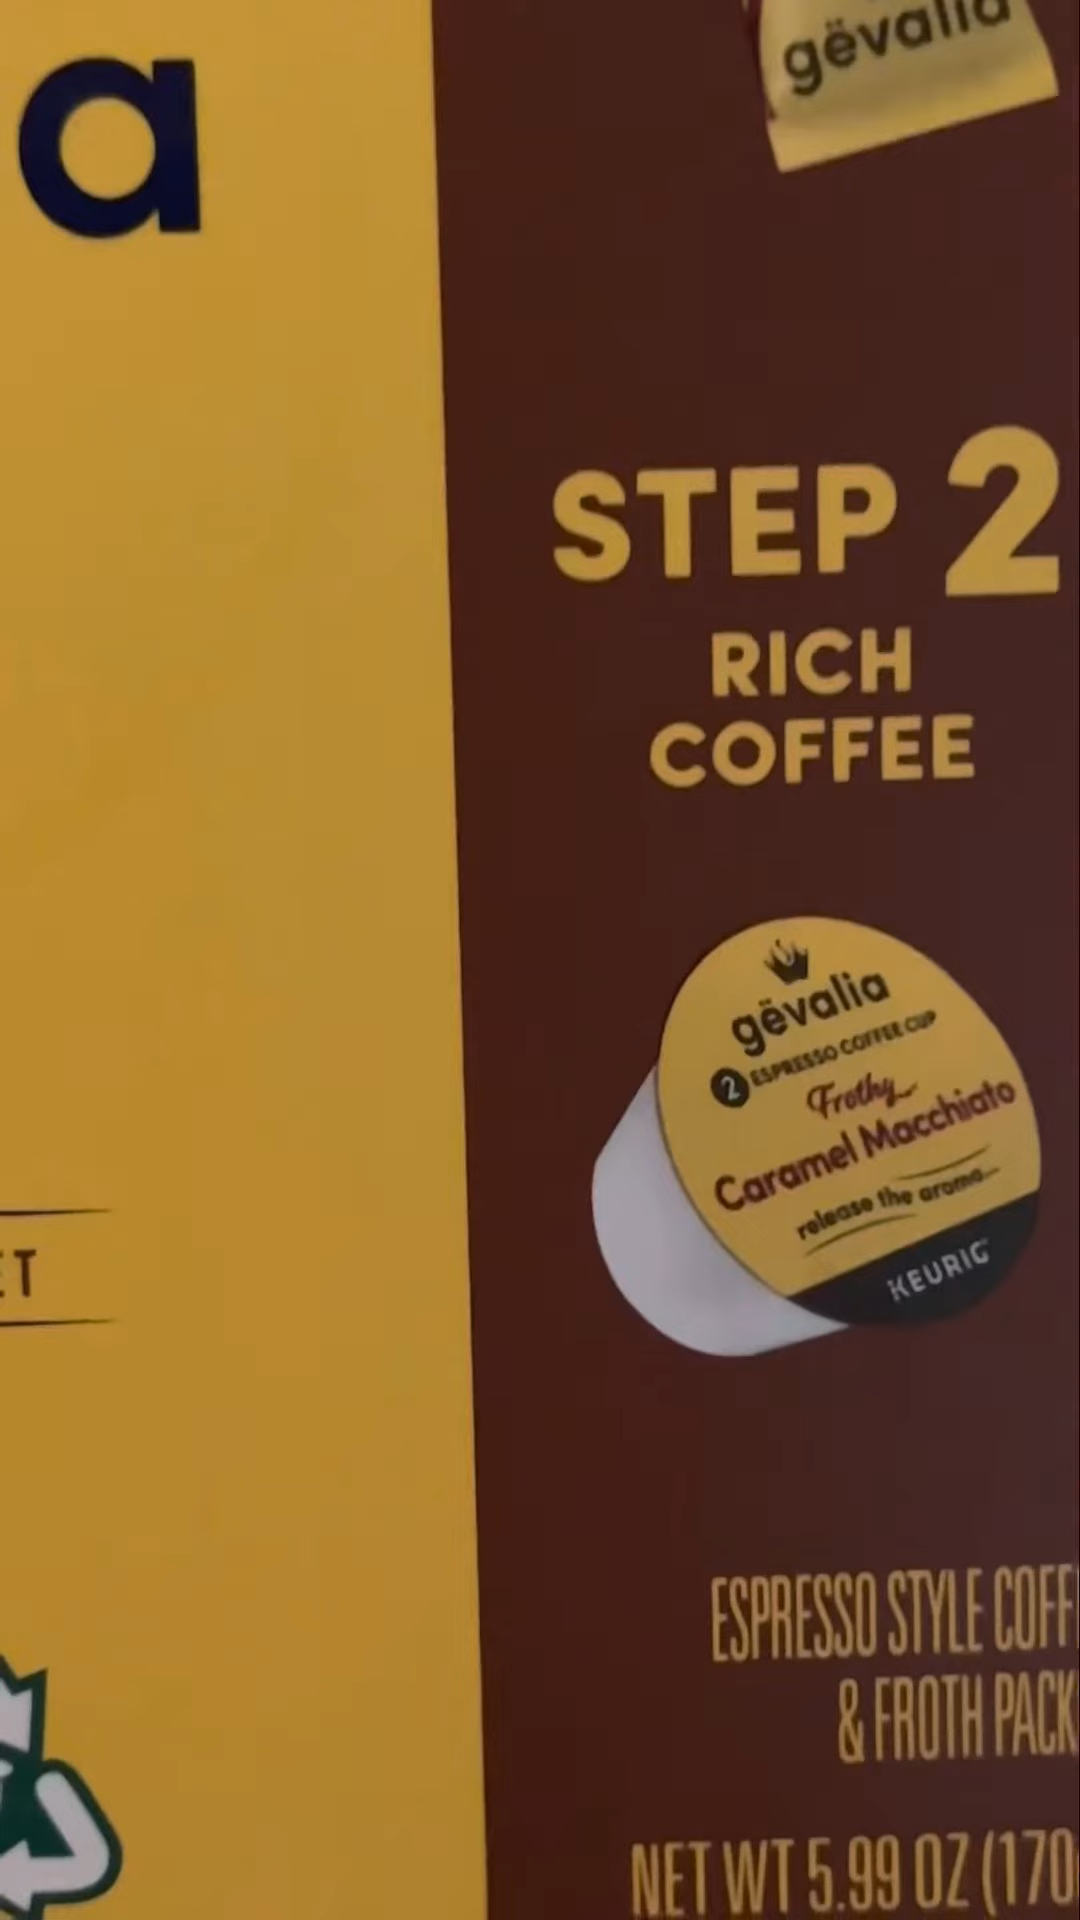 a
gëvalia
STEP 2
RICH
COFFEE
gëvalia
2 ESPRESSO COFFEE CUP
Frothy
Caramel Macchiato
release the aroma...
KEURIG
ET
ESPRESSO STYLE COFF
& FROTH PACK
NET WT 5.99 OZ (170